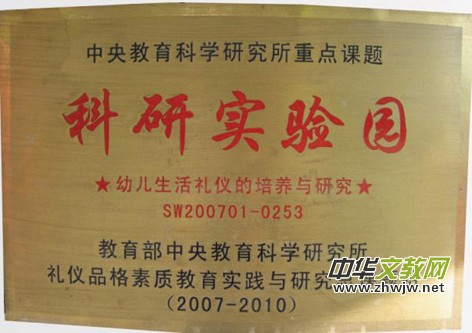 中央教育科学研究所重点课题
科研实验园
★幼儿生活礼仪的培养与研究★
SW200701-0253
教育部中央教育科学研究所
礼仪品格素质教育实践与研究
(2007-2010)
中华文教网
www.zhwjw.net